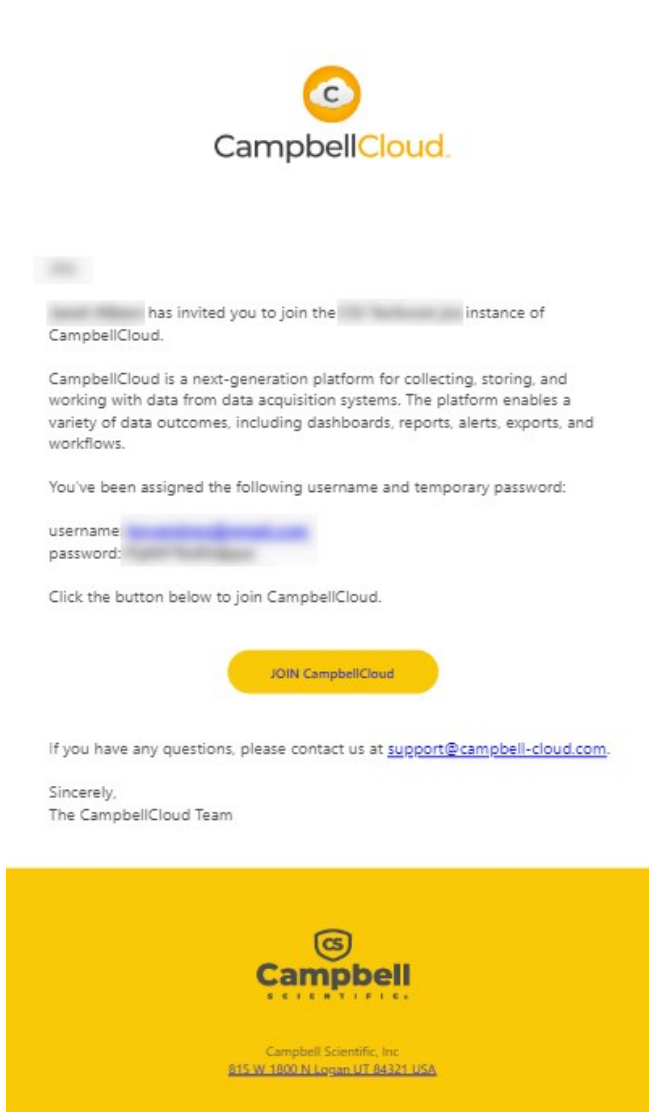 C
CampbellCloud™
has invited you to join the instance of
CampbellCloud.
CampbellCloud is a next-generation platform for collecting, storing, and
working with data from data acquisition systems. The platform enables a
variety of data outcomes, including dashboards, reports, alerts, exports, and
workflows.
You've been assigned the following username and temporary password:
username:
password:
Click the button below to join CampbellCloud.
JOIN CampbellCloud
If you have any questions, please contact us at support@campbell-cloud.com.
Sincerely,
The CampbellCloud Team
CS
Campbell
SCIENTIFIC®
Campbell Scientific, Inc
815 W 1800 N Logan UT 84321 USA